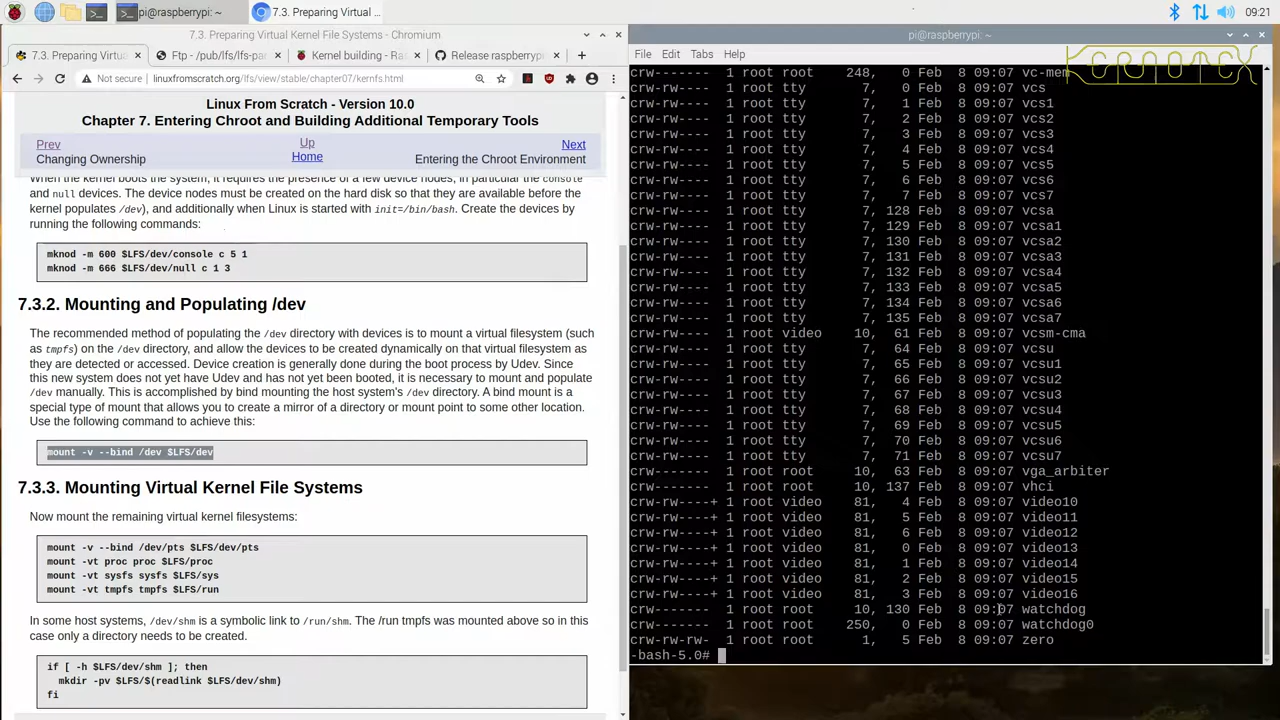 pi@raspberrypi: ~
7.3. Preparing Virtual ...
09:21
7.3. Preparing Virtual Kernel File Systems - Chromium
7.3. Preparing Virtu
Ftp - /pub/lfs/lfs-pa
Kernel building - Ras
Release raspberrypi
Not secure
linuxfromscratch.org/lfs/view/stable/chapter07/kernfs.html
Linux From Scratch - Version 10.0
Chapter 7. Entering Chroot and Building Additional Temporary Tools
Prev
Up
Next
Changing Ownership
Home
Entering the Chroot Environment
When the kernel boots the system, it requires the presence of a few device nodes, in particular the console
and null devices. The device nodes must be created on the hard disk so that they are available before the
kernel populates /dev), and additionally when Linux is started with init=/bin/bash. Create the devices by
running the following commands:
mknod -m 600 $LFS/dev/console c 5 1
mknod -m 666 $LFS/dev/null c 1 3
7.3.2. Mounting and Populating /dev
The recommended method of populating the /dev directory with devices is to mount a virtual filesystem (such
as tmpfs) on the /dev directory, and allow the devices to be created dynamically on that virtual filesystem as
they are detected or accessed. Device creation is generally done during the boot process by Udev. Since
this new system does not yet have Udev and has not yet been booted, it is necessary to mount and populate
/dev manually. This is accomplished by bind mounting the host system's /dev directory. A bind mount is a
special type of mount that allows you to create a mirror of a directory or mount point to some other location.
Use the following command to achieve this:
mount -v --bind /dev $LFS/dev
7.3.3. Mounting Virtual Kernel File Systems
Now mount the remaining virtual kernel filesystems:
mount -v --bind /dev/pts $LFS/dev/pts
mount -vt proc proc $LFS/proc
mount -vt sysfs sysfs $LFS/sys
mount -vt tmpfs tmpfs $LFS/run
In some host systems, /dev/shm is a symbolic link to /run/shm. The /run tmpfs was mounted above so in this
case only a directory needs to be created.
if [ -h $LFS/dev/shm ]; then
mkdir -pv $LFS/$(readlink $LFS/dev/shm)
fi
pi@raspberrypi: ~
File Edit Tabs Help
crw------- 1 root root 248, 0 Feb 8 09:07 vc-mem
crw-rw---- 1 root tty 7, 0 Feb 8 09:07 vcs
crw-rw---- 1 root tty 7, 1 Feb 8 09:07 vcs1
crw-rw---- 1 root tty 7, 2 Feb 8 09:07 vcs2
crw-rw---- 1 root tty 7, 3 Feb 8 09:07 vcs3
crw-rw---- 1 root tty 7, 4 Feb 8 09:07 vcs4
crw-rw---- 1 root tty 7, 5 Feb 8 09:07 vcs5
crw-rw---- 1 root tty 7, 6 Feb 8 09:07 vcs6
crw-rw---- 1 root tty 7, 7 Feb 8 09:07 vcs7
crw-rw---- 1 root tty 7, 128 Feb 8 09:07 vcsa
crw-rw---- 1 root tty 7, 129 Feb 8 09:07 vcsa1
crw-rw---- 1 root tty 7, 130 Feb 8 09:07 vcsa2
crw-rw---- 1 root tty 7, 131 Feb 8 09:07 vcsa3
crw-rw---- 1 root tty 7, 132 Feb 8 09:07 vcsa4
crw-rw---- 1 root tty 7, 133 Feb 8 09:07 vcsa5
crw-rw---- 1 root tty 7, 134 Feb 8 09:07 vcsa6
crw-rw---- 1 root tty 7, 135 Feb 8 09:07 vcsa7
crw-rw---- 1 root video 10, 61 Feb 8 09:07 vcsm-cma
crw-rw---- 1 root tty 7, 64 Feb 8 09:07 vcsu
crw-rw---- 1 root tty 7, 65 Feb 8 09:07 vcsu1
crw-rw---- 1 root tty 7, 66 Feb 8 09:07 vcsu2
crw-rw---- 1 root tty 7, 67 Feb 8 09:07 vcsu3
crw-rw---- 1 root tty 7, 68 Feb 8 09:07 vcsu4
crw-rw---- 1 root tty 7, 69 Feb 8 09:07 vcsu5
crw-rw---- 1 root tty 7, 70 Feb 8 09:07 vcsu6
crw-rw---- 1 root tty 7, 71 Feb 8 09:07 vcsu7
crw------- 1 root root 10, 63 Feb 8 09:07 vga_arbiter
crw------- 1 root root 10, 137 Feb 8 09:07 vhci
crw-rw----+ 1 root video 81, 4 Feb 8 09:07 video10
crw-rw----+ 1 root video 81, 5 Feb 8 09:07 video11
crw-rw----+ 1 root video 81, 6 Feb 8 09:07 video12
crw-rw----+ 1 root video 81, 0 Feb 8 09:07 video13
crw-rw----+ 1 root video 81, 1 Feb 8 09:07 video14
crw-rw----+ 1 root video 81, 2 Feb 8 09:07 video15
crw-rw----+ 1 root video 81, 3 Feb 8 09:07 video16
crw------- 1 root root 10, 130 Feb 8 09:07 watchdog
crw------- 1 root root 250, 0 Feb 8 09:07 watchdog0
crw-rw-rw- 1 root root 1, 5 Feb 8 09:07 zero
-bash-5.0#